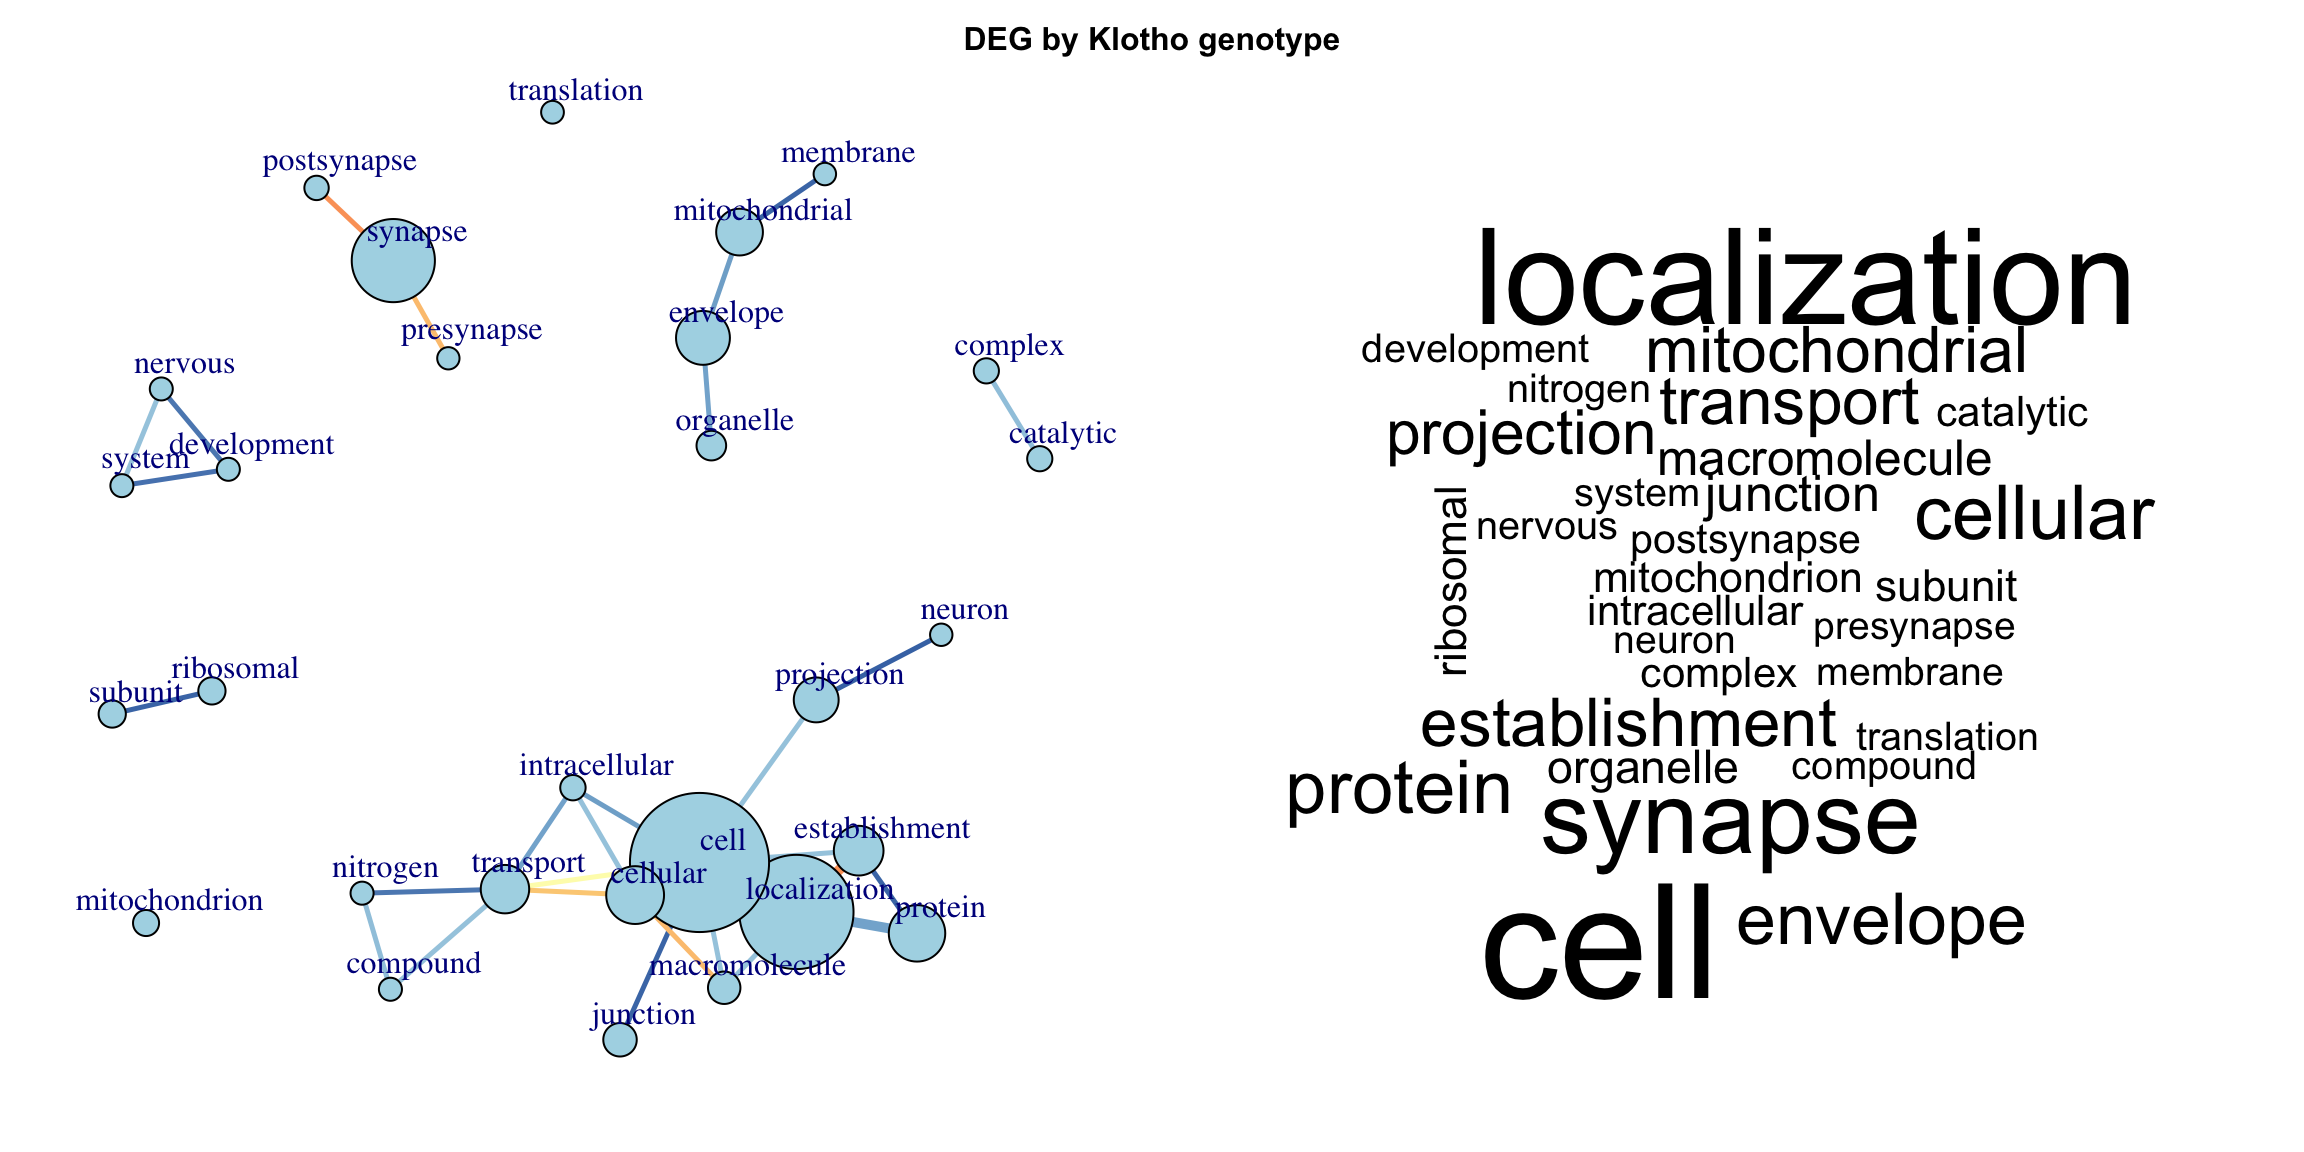 DEG by Klotho genotype
translation
postsynapse
membrane
synapse
mitochondrial
presynapse
envelope
nervous
complex
organelle
catalytic
development
system
neuron
ribosomal
projection
subunit
intracellular
establishment
cell
transport
nitrogen
cellular
localization
mitochondrion
protein
compound
macromolecule
junction
localization
development mitochondrial
nitrogen transport catalytic
projection
macromolecule
system junction
ribosomal
cellular
nervous
postsynapse
mitochondrion subunit
intracellular
presynapse
neuron
complex membrane
establishment translation
organelle compound
protein
synapse
cell envelope